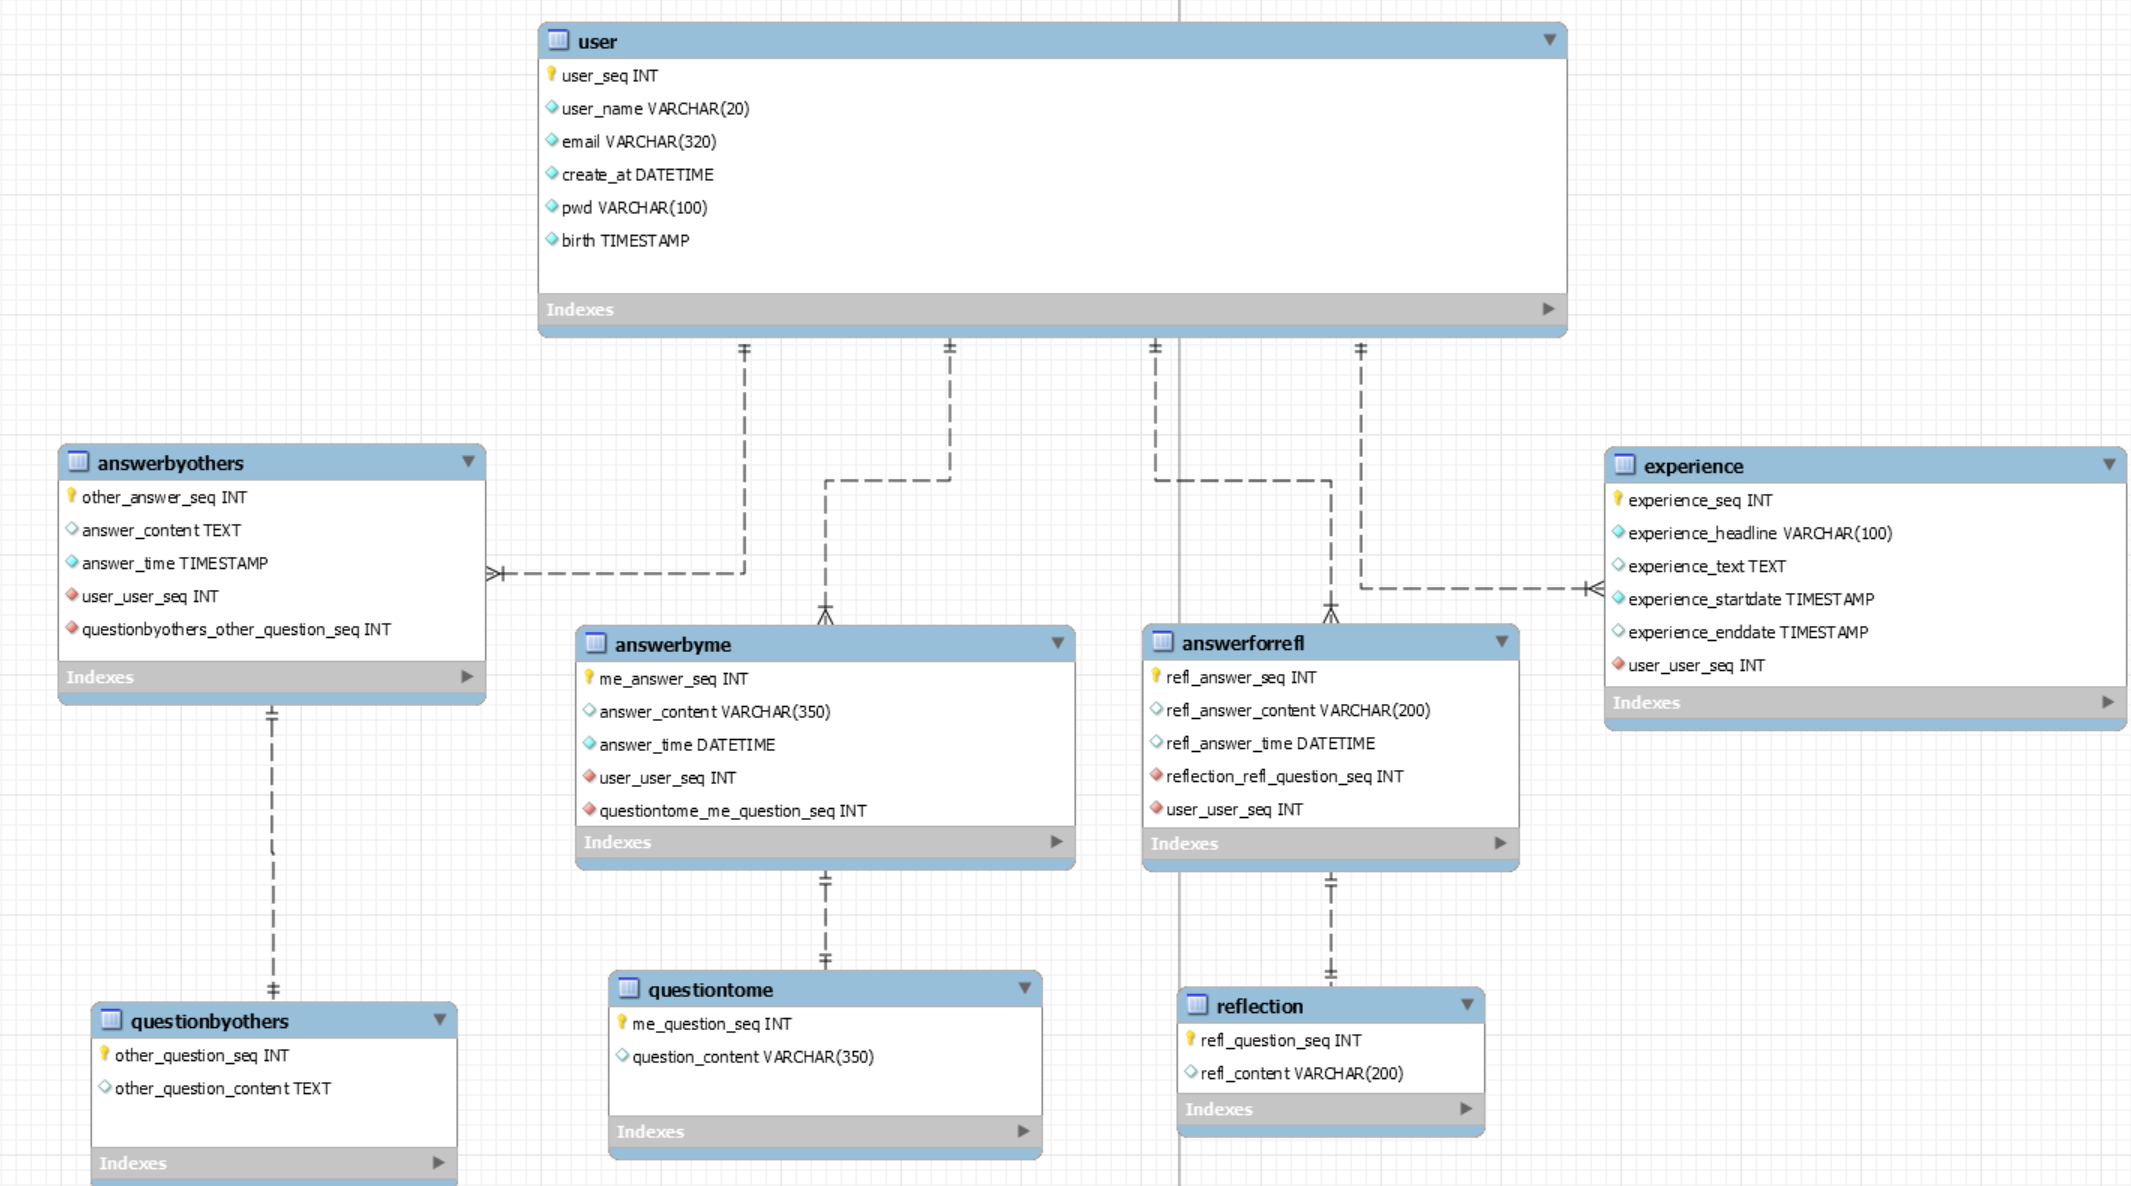 user
user_seq INT
user_name VARCHAR(20)
email VARCHAR(320)
create_at DATETIME
pwd VARCHAR(100)
birth TIMESTAMP
Indexes
answerbyothers
other_answer_seq INT
answer_content TEXT
answer_time TIMESTAMP
user_user_seq INT
questionbyothers_other_question_seq INT
Indexes
experience
experience_seq INT
experience_headline VARCHAR(100)
experience_text TEXT
experience_startdate TIMESTAMP
experience_enddate TIMESTAMP
user_user_seq INT
Indexes
answerbyme
me_answer_seq INT
answer_content VARCHAR(350)
answer_time DATETIME
user_user_seq INT
questiontome_me_question_seq INT
Indexes
answerforrefl
refl_answer_seq INT
refl_answer_content VARCHAR(200)
refl_answer_time DATETIME
reflection_refl_question_seq INT
user_user_seq INT
Indexes
questionbyothers
other_question_seq INT
other_question_content TEXT
Indexes
questiontome
me_question_seq INT
question_content VARCHAR(350)
Indexes
reflection
refl_question_seq INT
refl_content VARCHAR(200)
Indexes